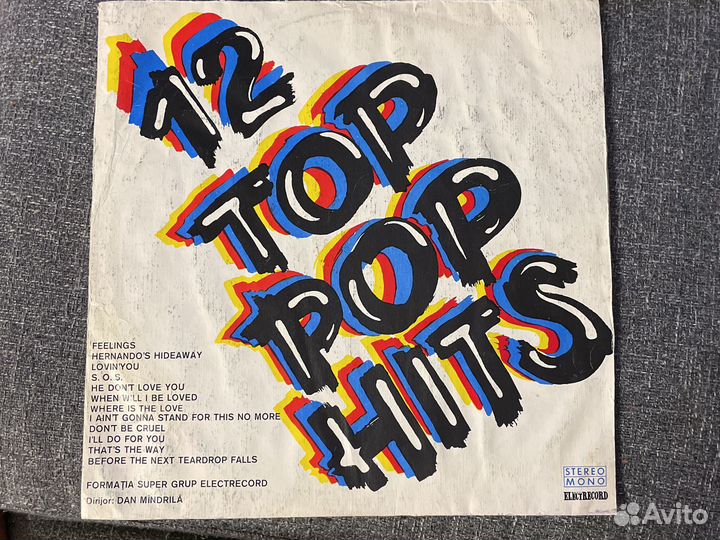 12
TOP
POP
HITS
FEELINGS
HERNANDO'S HIDEAWAY
LOVIN'YOU
S. O. S.
HE DON'T LOVE YOU
WHEN WILL I BE LOVED
WHERE IS THE LOVE
I AIN'T GONNA STAND FOR THIS NO MORE
DON'T BE CRUEL
I'LL DO FOR YOU
THAT'S THE WAY
BEFORE THE NEXT TEARDROP FALLS
FORMAȚIA SUPER GRUP ELECTRECORD
Dirijor: DAN MÎNDRILĂ
STEREO
MONO
ELECTRECORD
Avito